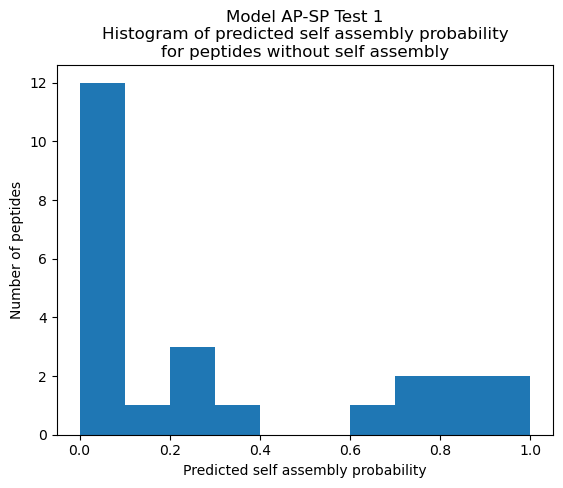 Model AP-SP Test 1
Histogram of predicted self assembly probability
for peptides without self assembly
12
10
8
6
4
2
0
Number of peptides
0.0 0.2 0.4 0.6 0.8 1.0
Predicted self assembly probability